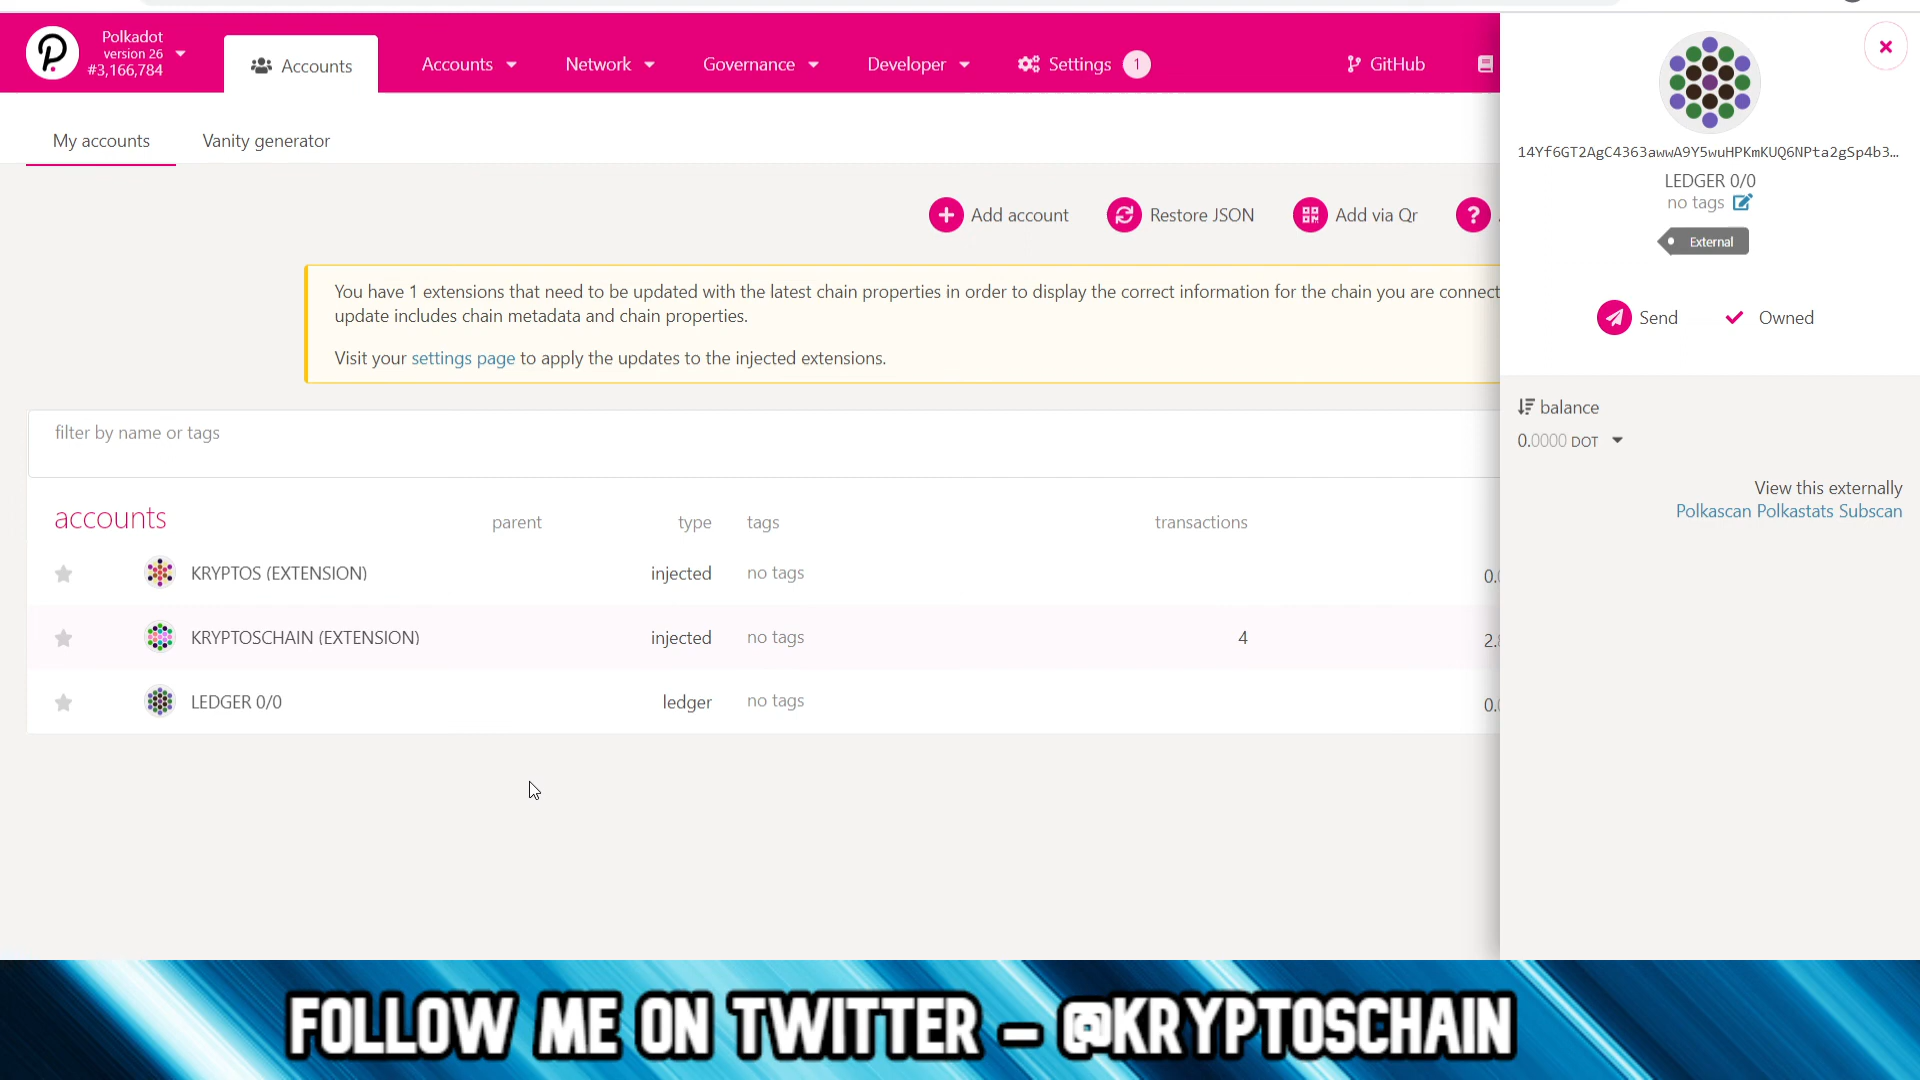 Polkadot
version 26
#3,166,784
Accounts
Accounts
Network
Governance
Developer
Settings 1
GitHub
My accounts
Vanity generator
Add account
Restore JSON
Add via Qr
You have 1 extensions that need to be updated with the latest chain properties in order to display the correct information for the chain you are connect
update includes chain metadata and chain properties.
Visit your settings page to apply the updates to the injected extensions.
filter by name or tags
accounts parent type tags transactions
KRYPTOS (EXTENSION) injected no tags 0.
KRYPTOSCHAIN (EXTENSION) injected no tags 4 2.
LEDGER 0/0 ledger no tags 0.
14Yf6GT2AgC4363awwA9Y5wuHPKmKUQ6NPta2gSp4b3…
LEDGER 0/0
no tags
External
Send
Owned
balance
0.0000 DOT
View this externally
Polkascan Polkastats Subscan
FOLLOW ME ON TWITTER – @KRYPTOSCHAIN